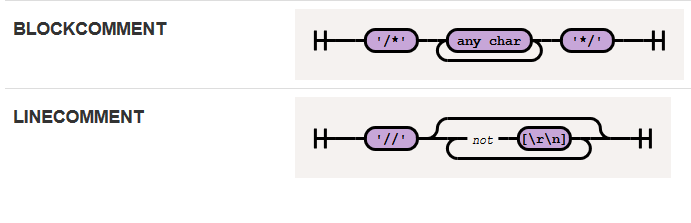 BLOCKCOMMENT
'/*' any char '*/'
LINECOMMENT
'//' not [\r\n]